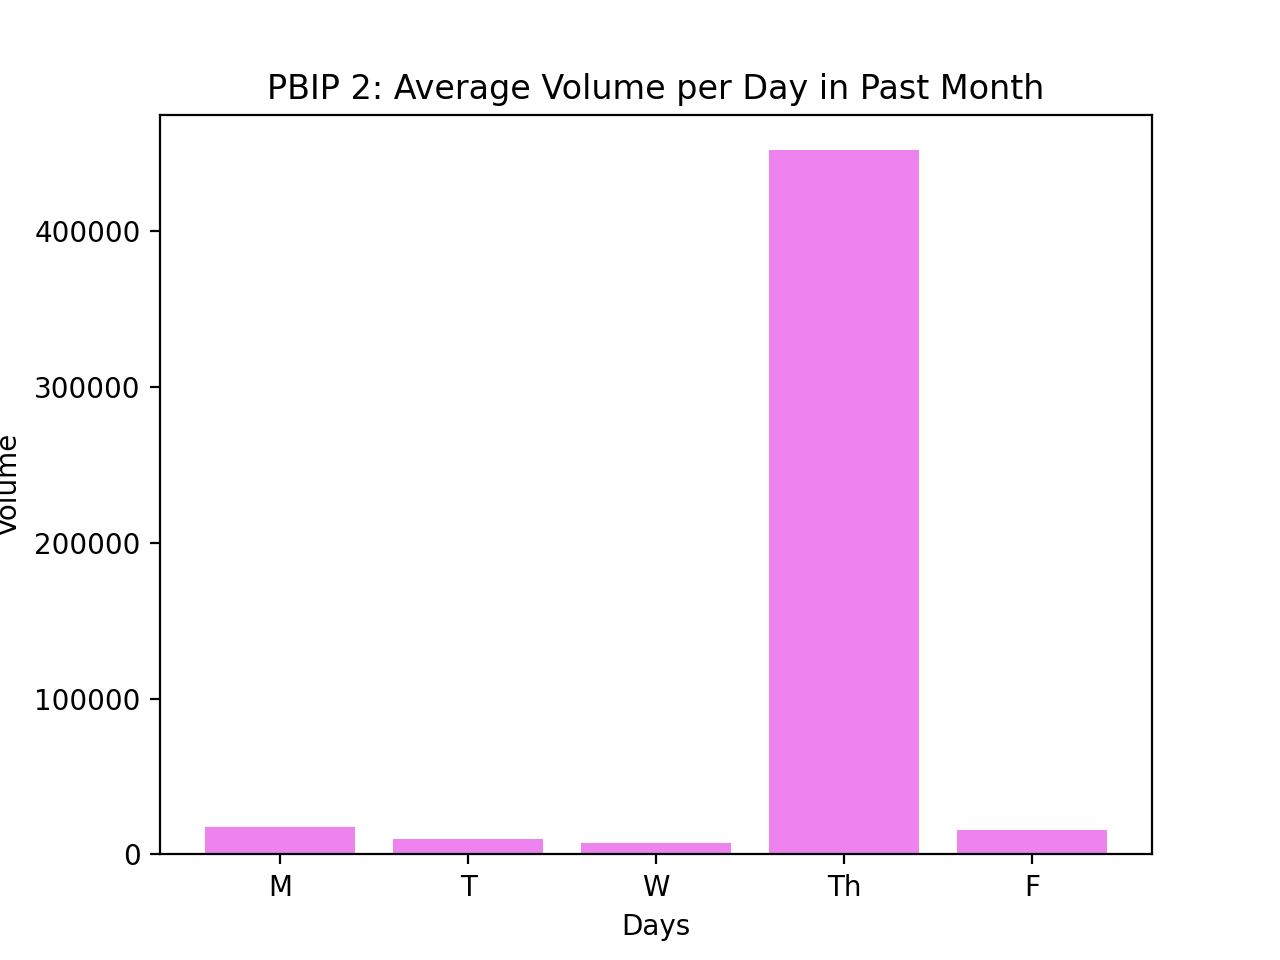 PBIP 2: Average Volume per Day in Past Month
Volume
400000
300000
200000
100000
0
M T W Th F
Days